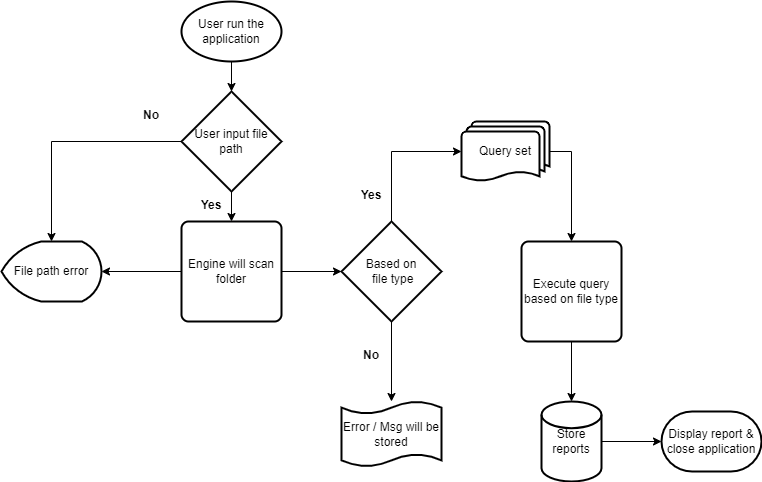 User run the
application
No
User input file
path
Yes
File path error
Engine will scan
folder
Based on
file type
Yes
Query set
Execute query
based on file type
No
Error / Msg will be
stored
Store
reports
Display report &
close application